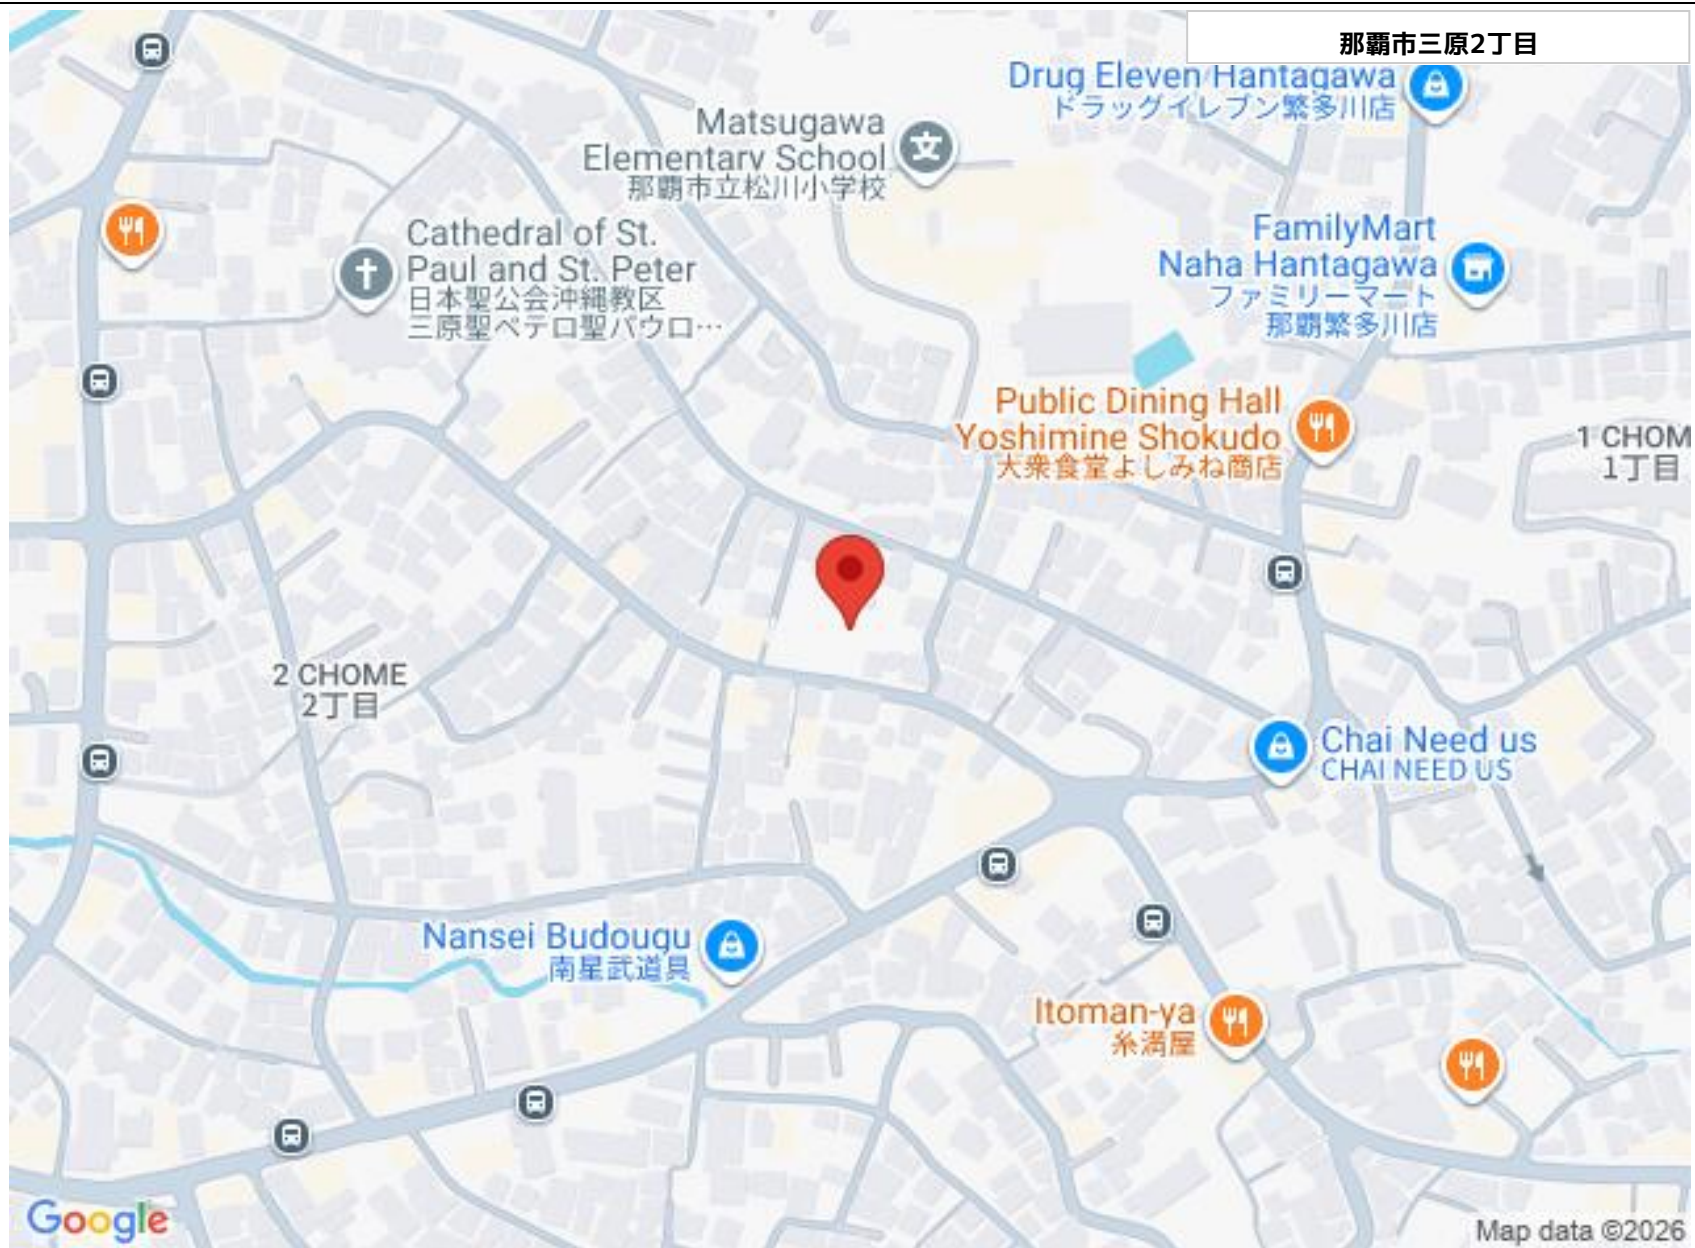 那覇市三原2丁目
Drug Eleven Hantagawa
ドラッグイレブン繁多川店
Matsugawa
Elementary School
那覇市立松川小学校
FamilyMart
Naha Hantagawa
ファミリーマート
那覇繁多川店
Cathedral of St.
Paul and St. Peter
日本聖公会沖縄教区
三原聖ペテロ聖パウロ…
Public Dining Hall
Yoshimine Shokudo
大衆食堂よしみね商店
1 CHOM
1丁目
2 CHOME
2丁目
Chai Need us
CHAI NEED US
Nansei Budougu
南星武道具
Itoman-ya
糸満屋
Google
Map data ©2026